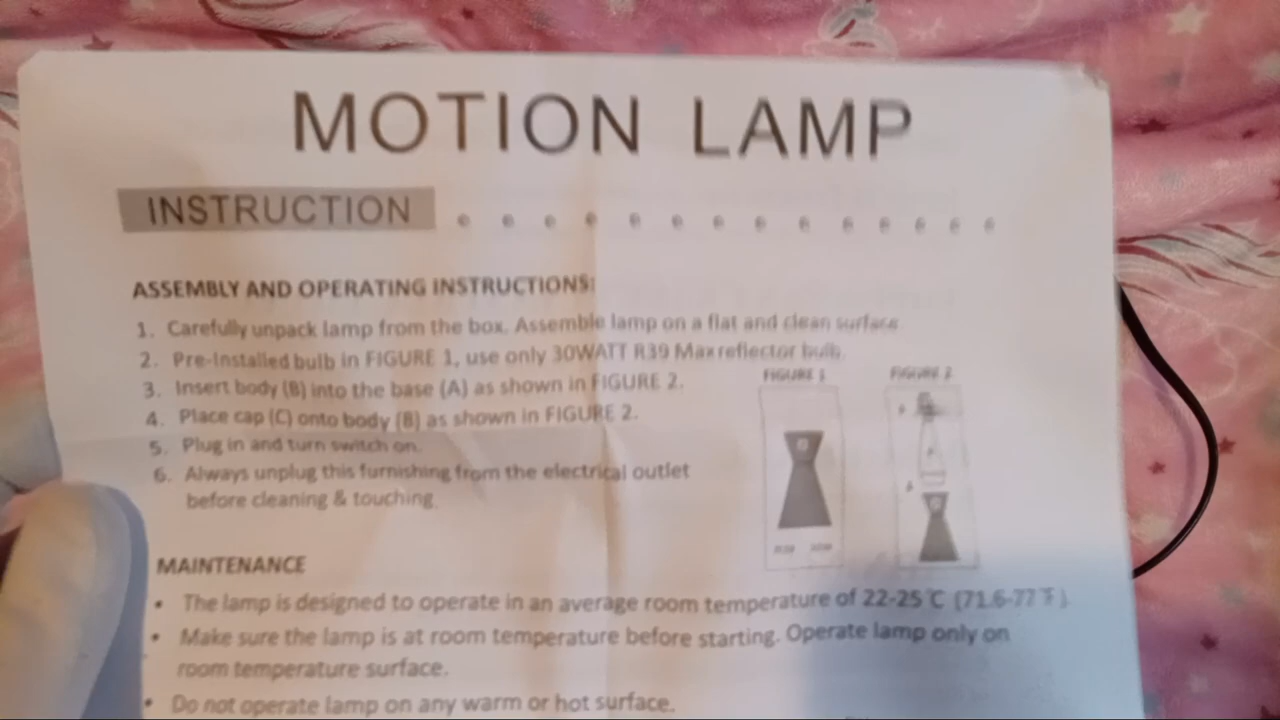 MOTION LAMP
INSTRUCTION
ASSEMBLY AND OPERATING INSTRUCTIONS:
1. Carefully unpack lamp from the box. Assemble lamp on a flat and clean surface
2. Pre-Installed bulb in FIGURE 1, use only 30WATT R39 Max reflector bulb.
3. Insert body (B) into the base (A) as shown in FIGURE 2.
4. Place cap (C) onto body (B) as shown in FIGURE 2.
5. Plug in and turn switch on.
6. Always unplug this furnishing from the electrical outlet
before cleaning & touching.
FIGURE 1
FIGURE 2
MAINTENANCE
• The lamp is designed to operate in an average room temperature of 22-25℃ (71.6-77℉).
• Make sure the lamp is at room temperature before starting. Operate lamp only on
room temperature surface.
• Do not operate lamp on any warm or hot surface.